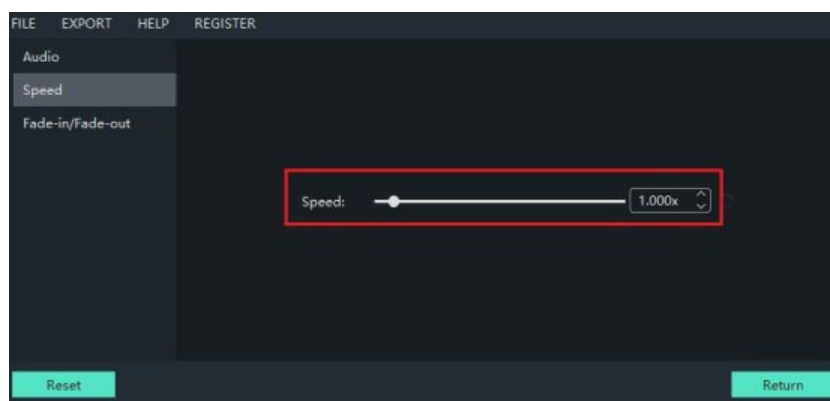 FILE EXPORT HELP REGISTER
Audio
Speed
Fade-in/Fade-out
Speed: 1.000x
Reset Return